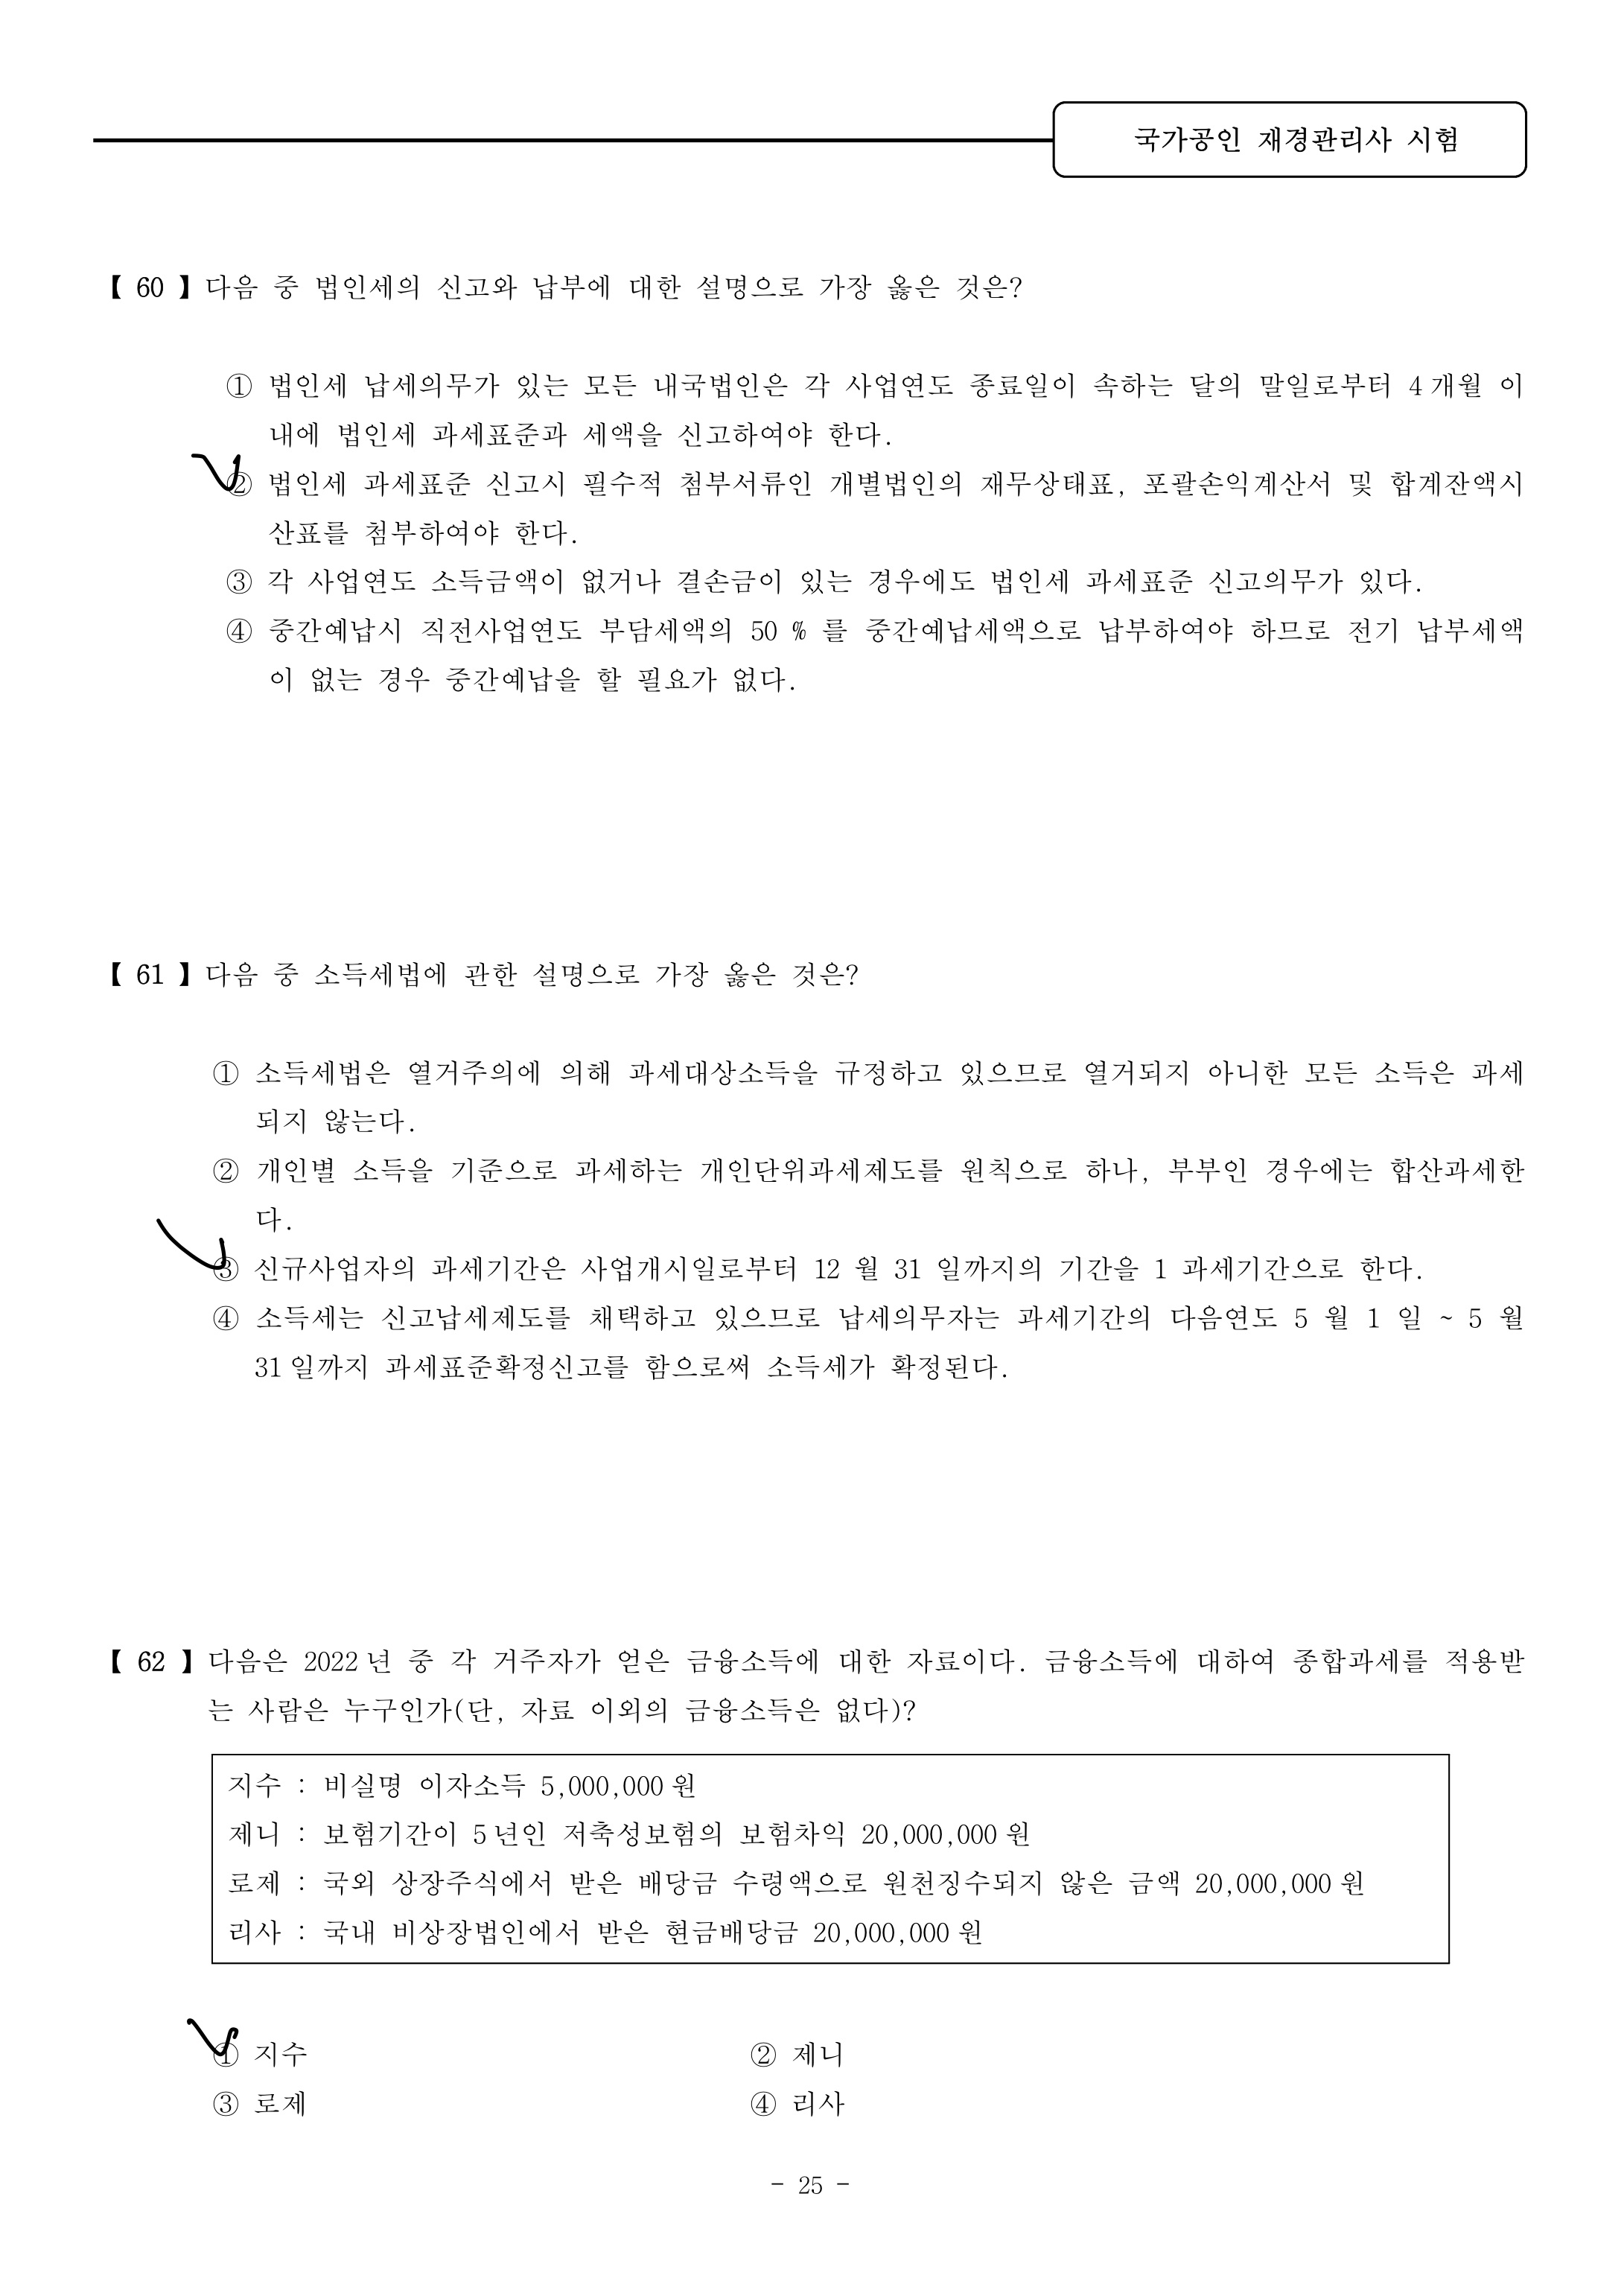 국가공인 재경관리사 시험
【 60 】 다음 중 법인세의 신고와 납부에 대한 설명으로 가장 옳은 것은?
① 법인세 납세의무가 있는 모든 내국법인은 각 사업연도 종료일이 속하는 달의 말일로부터 4개월 이
내에 법인세 과세표준과 세액을 신고하여야 한다.
② 법인세 과세표준 신고시 필수적 첨부서류인 개별법인의 재무상태표, 포괄손익계산서 및 합계잔액시
산표를 첨부하여야 한다.
③ 각 사업연도 소득금액이 없거나 결손금이 있는 경우에도 법인세 과세표준 신고의무가 있다.
④ 중간예납시 직전사업연도 부담세액의 50 % 를 중간예납세액으로 납부하여야 하므로 전기 납부세액
이 없는 경우 중간예납을 할 필요가 없다.
【 61 】 다음 중 소득세법에 관한 설명으로 가장 옳은 것은?
① 소득세법은 열거주의에 의해 과세대상소득을 규정하고 있으므로 열거되지 아니한 모든 소득은 과세
되지 않는다.
② 개인별 소득을 기준으로 과세하는 개인단위과세제도를 원칙으로 하나, 부부인 경우에는 합산과세한
다.
③ 신규사업자의 과세기간은 사업개시일로부터 12 월 31 일까지의 기간을 1 과세기간으로 한다.
④ 소득세는 신고납세제도를 채택하고 있으므로 납세의무자는 과세기간의 다음연도 5 월 1 일 ~ 5 월
31일까지 과세표준확정신고를 함으로써 소득세가 확정된다.
【 62 】 다음은 2022년 중 각 거주자가 얻은 금융소득에 대한 자료이다. 금융소득에 대하여 종합과세를 적용받
는 사람은 누구인가(단, 자료 이외의 금융소득은 없다)?
지수 : 비실명 이자소득 5,000,000원
제니 : 보험기간이 5년인 저축성보험의 보험차익 20,000,000원
로제 : 국외 상장주식에서 받은 배당금 수령액으로 원천징수되지 않은 금액 20,000,000원
리사 : 국내 비상장법인에서 받은 현금배당금 20,000,000원
① 지수 ② 제니
③ 로제 ④ 리사
- 25 -